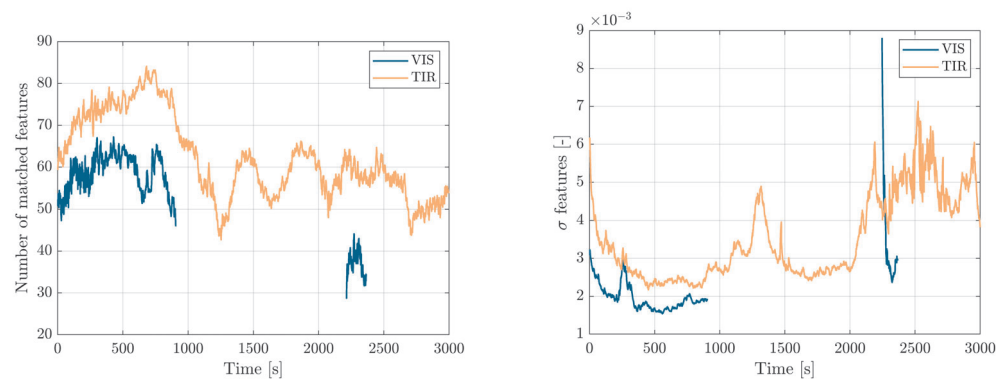 90
80
70
60
50
40
30
20
Number of matched features
VIS
TIR
0 500 1000 1500 2000 2500 3000
Time [s]
×10⁻³
9
8
7
6
5
4
3
2
1
σ features [-]
VIS
TIR
0 500 1000 1500 2000 2500 3000
Time [s]